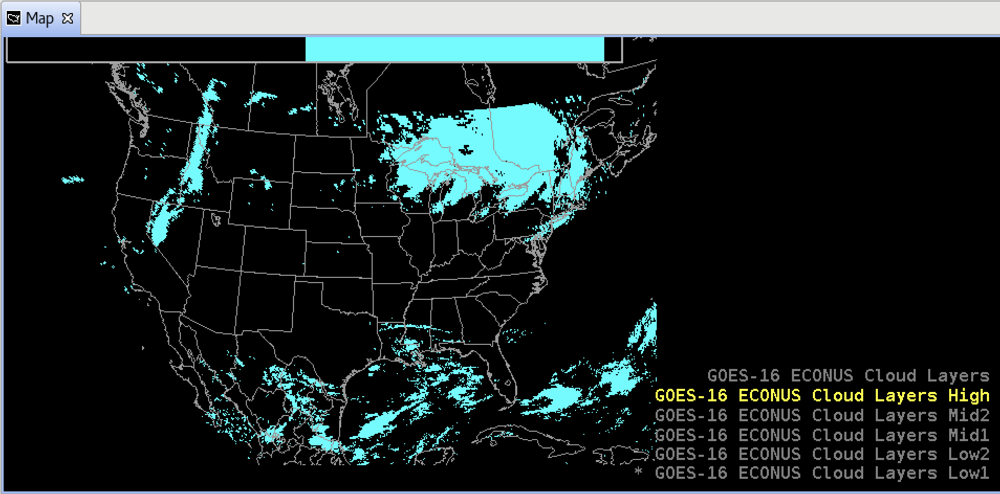 Map
GOES-16 ECONUS Cloud Layers
GOES-16 ECONUS Cloud Layers High
GOES-16 ECONUS Cloud Layers Mid2
GOES-16 ECONUS Cloud Layers Mid1
GOES-16 ECONUS Cloud Layers Low2
* GOES-16 ECONUS Cloud Layers Low1